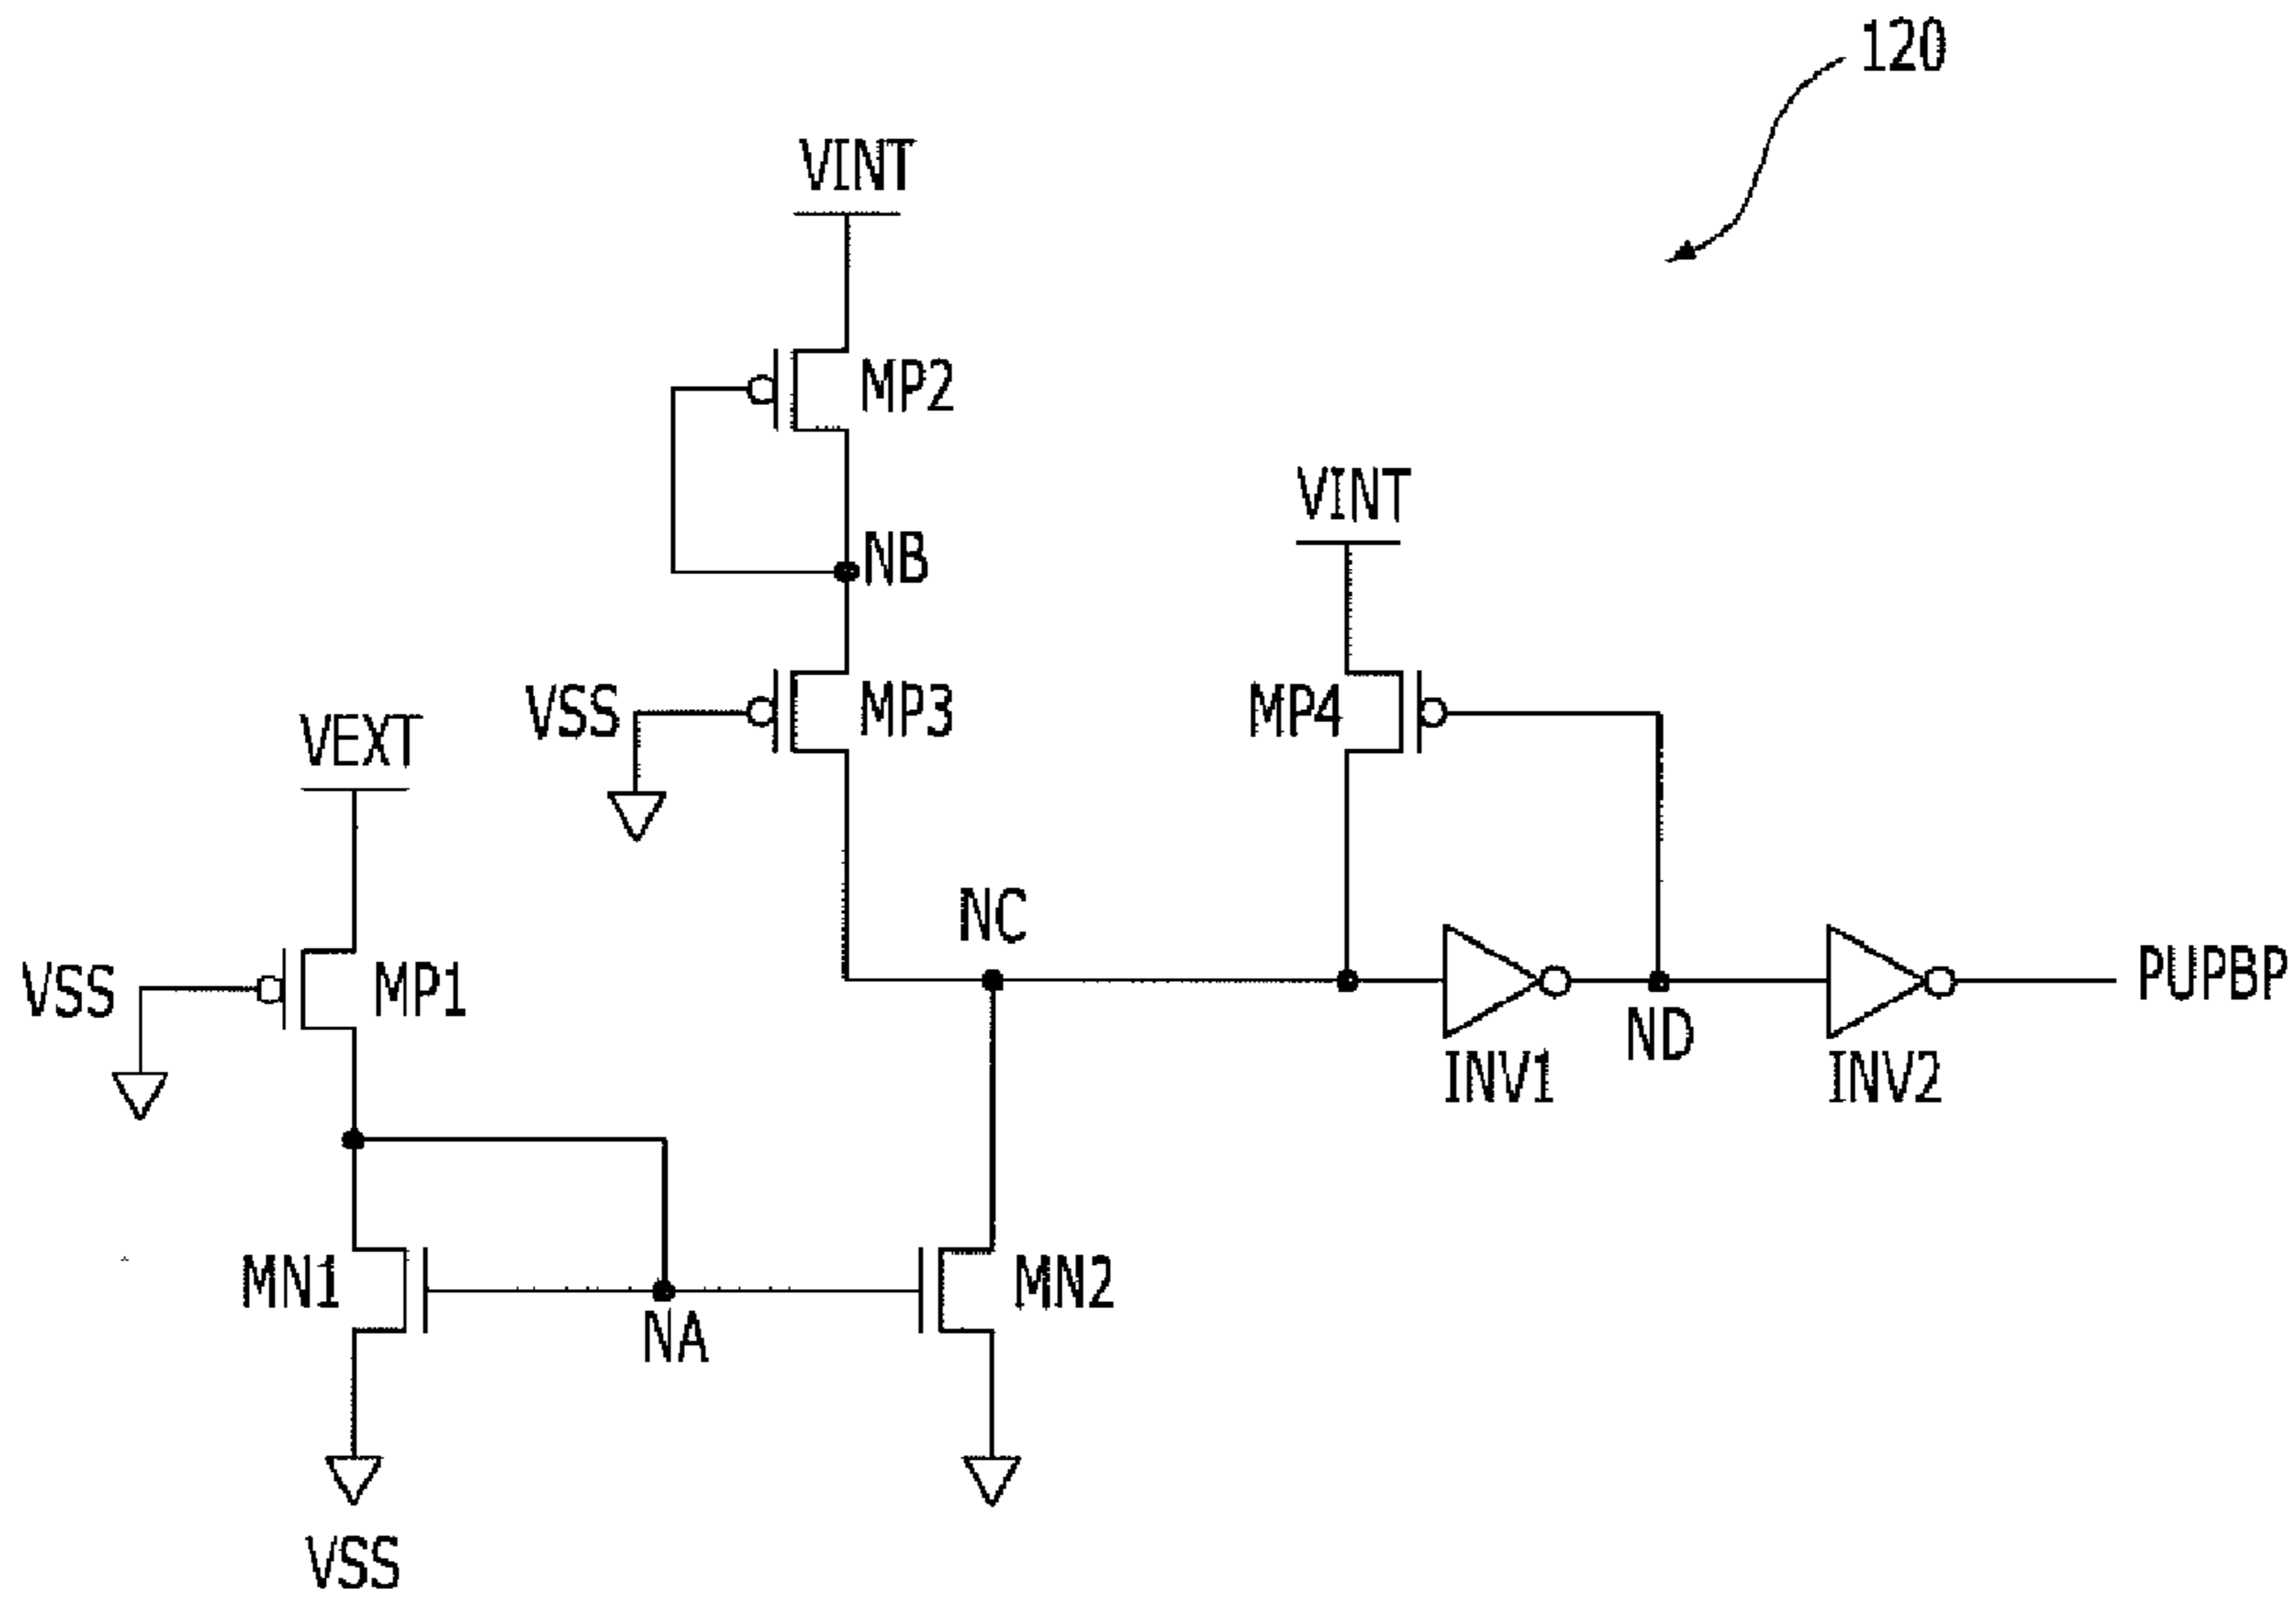 120
VINT
MP2
VINT
NB
VSS
MP3
MP4
VEXT
NC
VSS
MP1
PUPBP
ND
INV1
INV2
MN1
MN2
NA
VSS